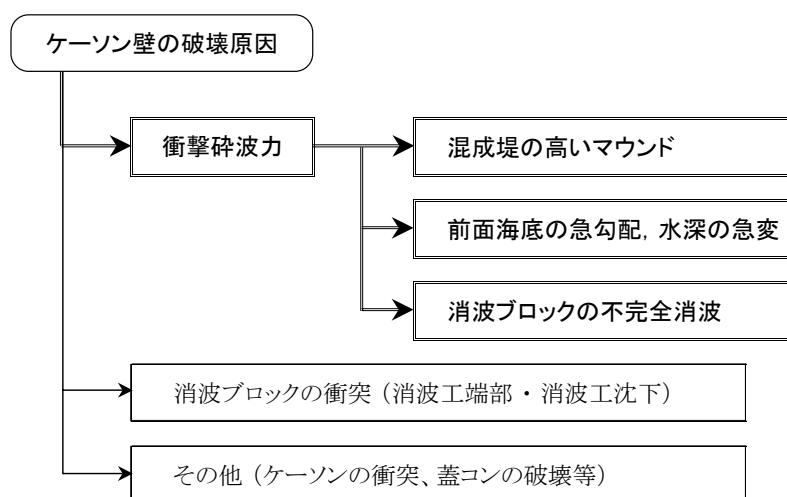 ケーソン壁の破壊原因
衝撃砕波力
混成堤の高いマウンド
前面海底の急勾配, 水深の急変
消波ブロックの不完全消波
消波ブロックの衝突（消波工端部・消波工沈下）
その他（ケーソンの衝突、蓋コンの破壊等）